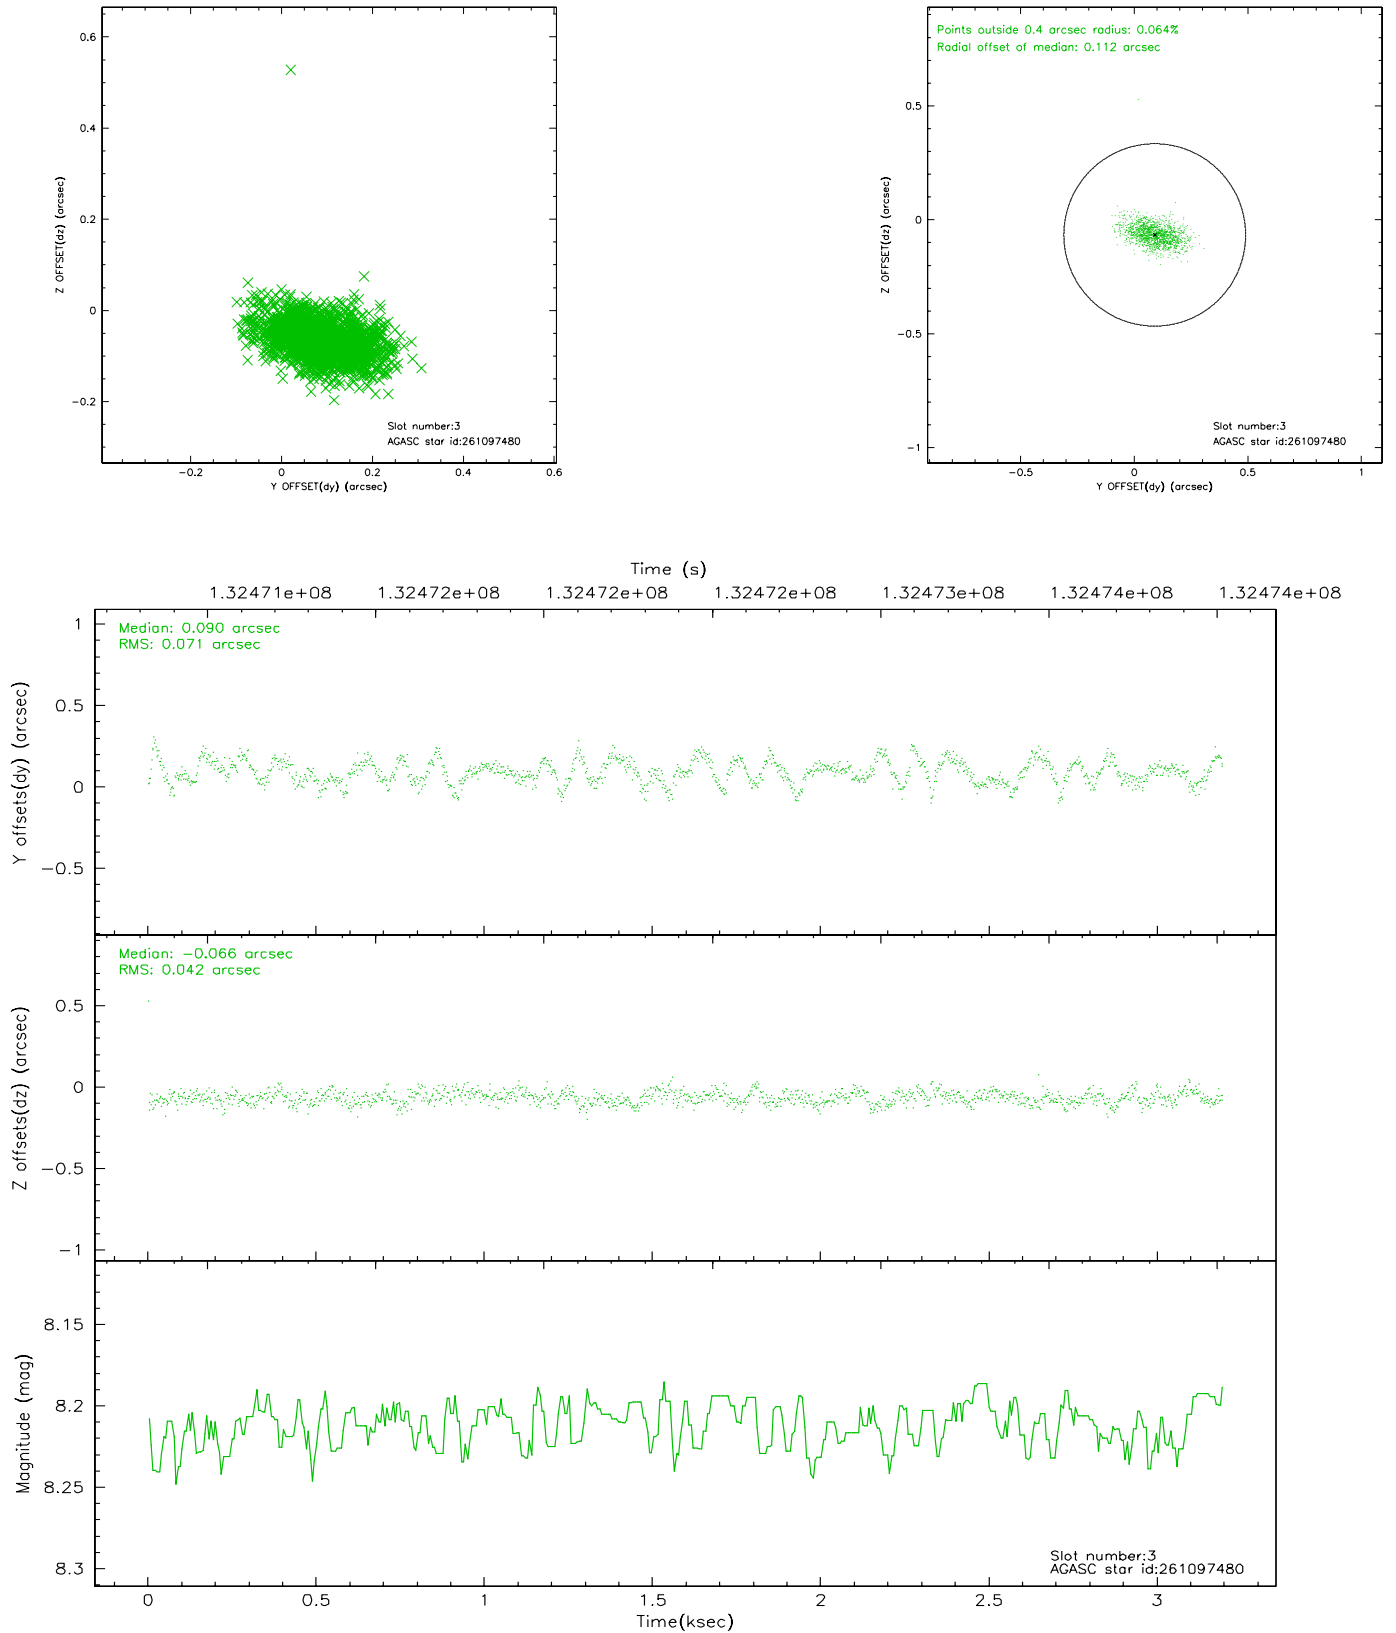 0.6
0.4
0.2
0
−0.2
Z OFFSET(dz) (arcsec)
Slot number:3
AGASC star id:261097480
−0.2 0 0.2 0.4 0.6
Y OFFSET(dy) (arcsec)
Points outside 0.4 arcsec radius: 0.064%
Radial offset of median: 0.112 arcsec
0.5
0
−0.5
−1
Z OFFSET(dz) (arcsec)
Slot number:3
AGASC star id:261097480
−0.5 0 0.5 1
Y OFFSET(dy) (arcsec)
Time (s)
1.32471e+08 1.32472e+08 1.32472e+08 1.32472e+08 1.32473e+08 1.32474e+08 1.32474e+08
Median: 0.090 arcsec
RMS: 0.071 arcsec
1
0.5
0
−0.5
Y offsets(dy) (arcsec)
Median: −0.066 arcsec
RMS: 0.042 arcsec
0.5
0
−0.5
−1
Z offsets(dz) (arcsec)
8.15
8.2
8.25
8.3
Magnitude (mag)
Slot number:3
AGASC star id:261097480
0 0.5 1 1.5 2 2.5 3
Time(ksec)